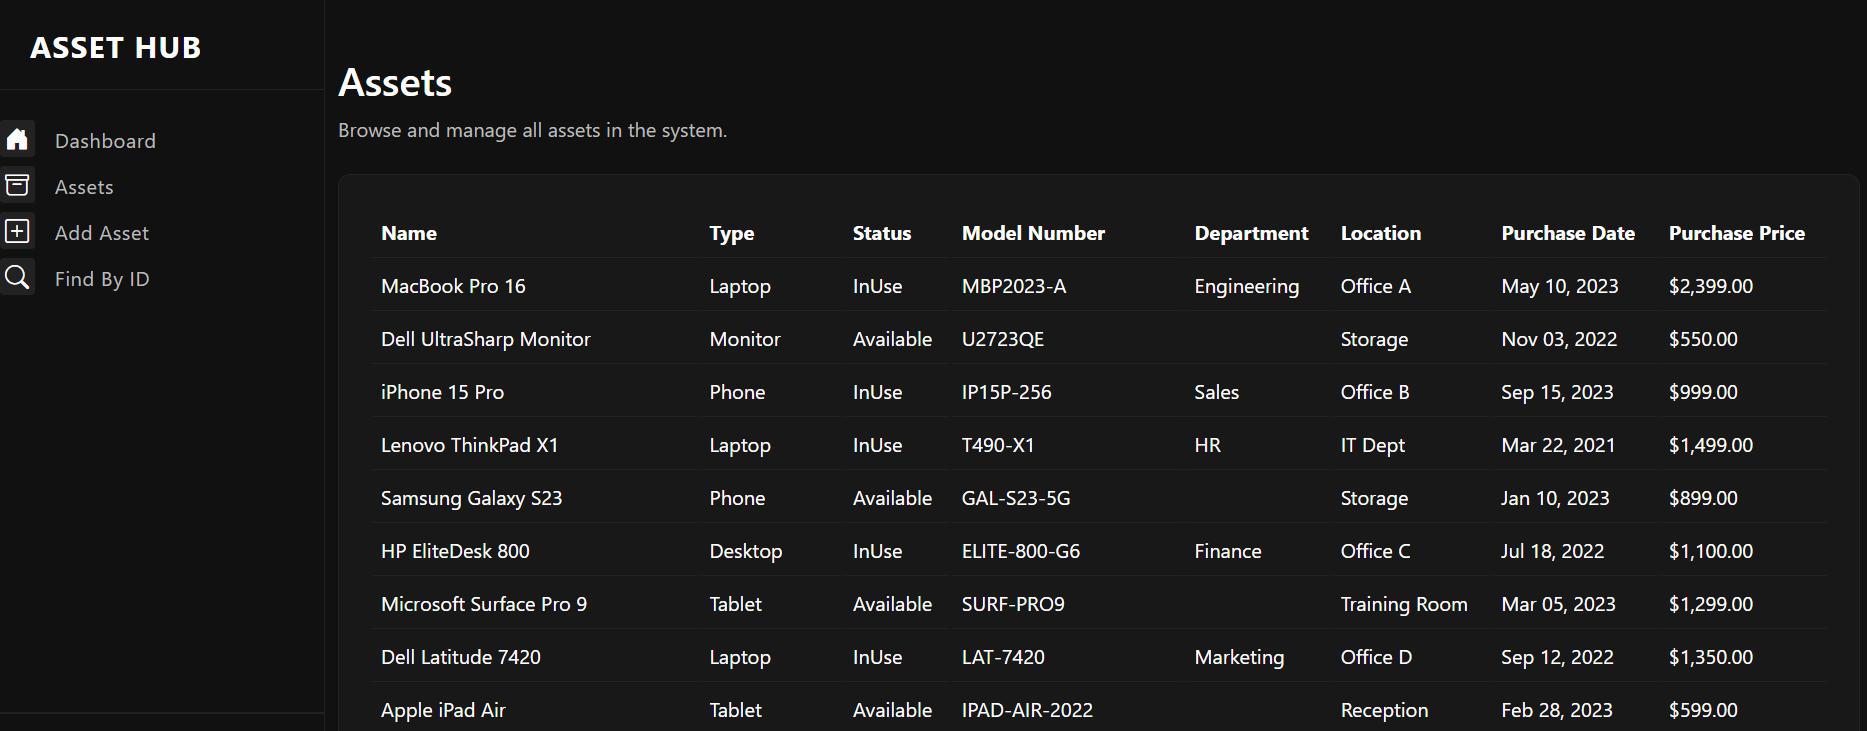 ASSET HUB
Dashboard
Assets
Add Asset
Find By ID
Assets
Browse and manage all assets in the system.
Name Type Status Model Number Department Location Purchase Date Purchase Price
MacBook Pro 16 Laptop InUse MBP2023-A Engineering Office A May 10, 2023 $2,399.00
Dell UltraSharp Monitor Monitor Available U2723QE Storage Nov 03, 2022 $550.00
iPhone 15 Pro Phone InUse IP15P-256 Sales Office B Sep 15, 2023 $999.00
Lenovo ThinkPad X1 Laptop InUse T490-X1 HR IT Dept Mar 22, 2021 $1,499.00
Samsung Galaxy S23 Phone Available GAL-S23-5G Storage Jan 10, 2023 $899.00
HP EliteDesk 800 Desktop InUse ELITE-800-G6 Finance Office C Jul 18, 2022 $1,100.00
Microsoft Surface Pro 9 Tablet Available SURF-PRO9 Training Room Mar 05, 2023 $1,299.00
Dell Latitude 7420 Laptop InUse LAT-7420 Marketing Office D Sep 12, 2022 $1,350.00
Apple iPad Air Tablet Available IPAD-AIR-2022 Reception Feb 28, 2023 $599.00